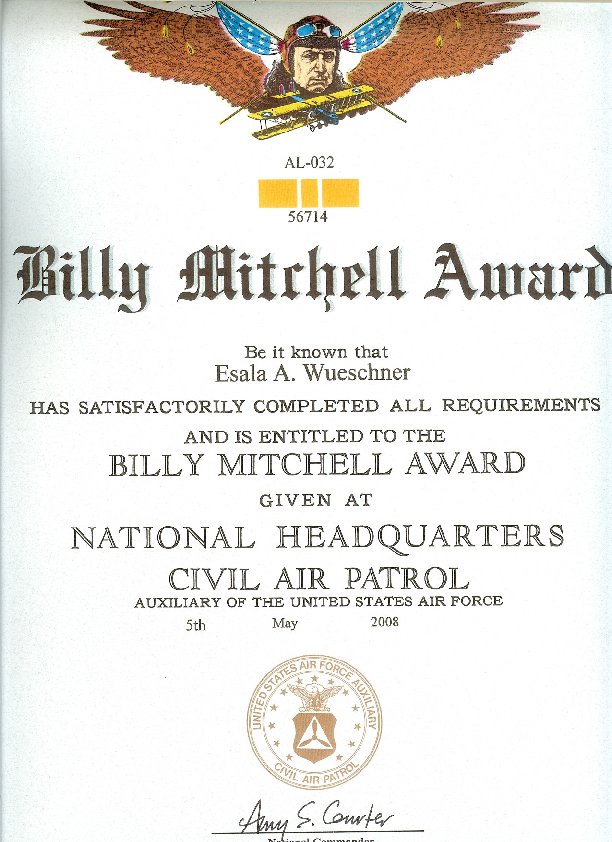 AL-032
56714
Billy Mitchell Award
Be it known that
Esala A. Wueschner
HAS SATISFACTORILY COMPLETED ALL REQUIREMENTS
AND IS ENTITLED TO THE
BILLY MITCHELL AWARD
GIVEN AT
NATIONAL HEADQUARTERS
CIVIL AIR PATROL
AUXILIARY OF THE UNITED STATES AIR FORCE
5th May 2008
UNITED STATES AIR FORCE AUXILIARY
CIVIL AIR PATROL
Amy S. Courter
National Commander